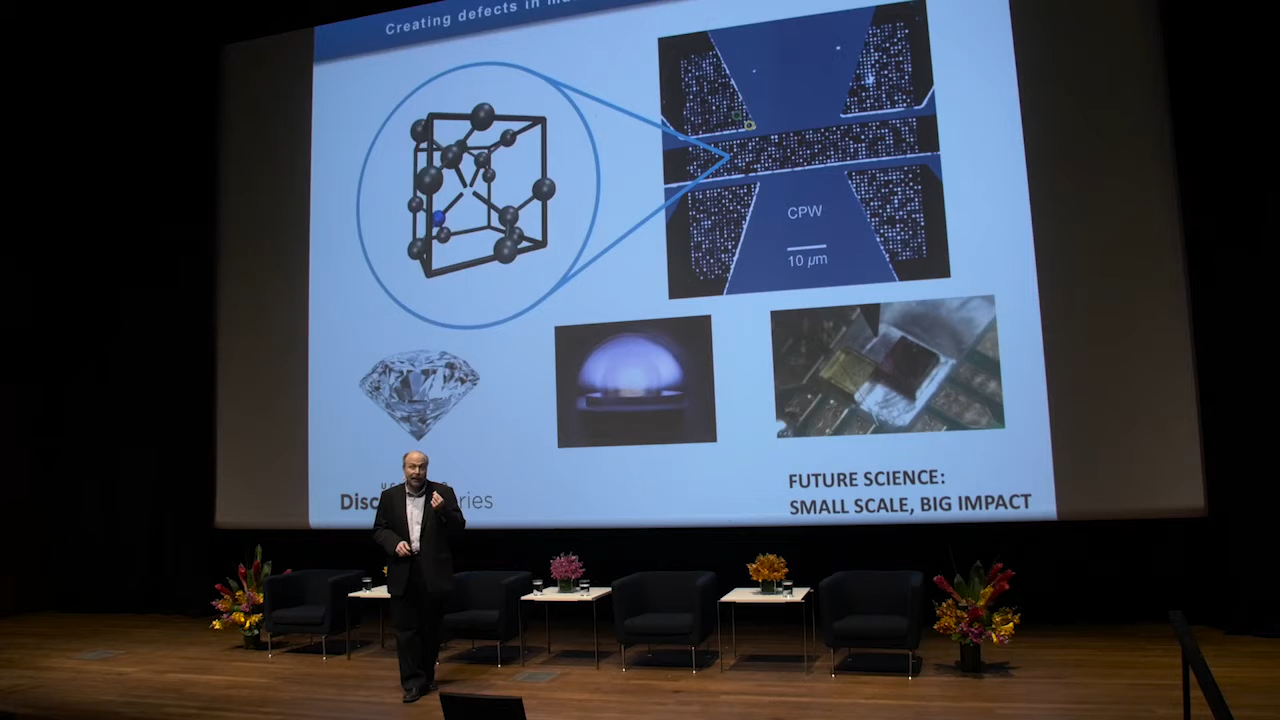 Creating defects in
CPW
10 µm
FUTURE SCIENCE:
SMALL SCALE, BIG IMPACT